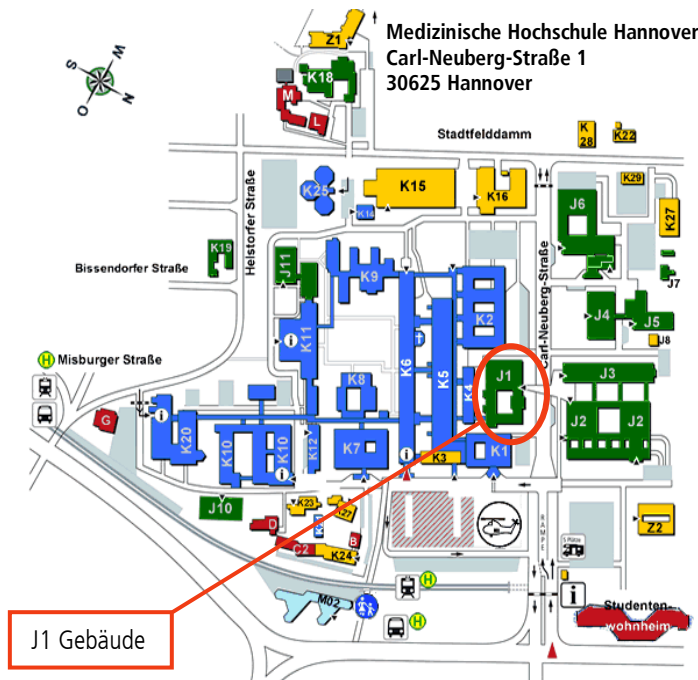 Medizinische Hochschule Hannover
Carl-Neuberg-Straße 1
30625 Hannover
W
S
N
O
Z1
K18
M
L
Stadtfelddamm
K
28
K22
K25
K14
K15
K16
K29
K27
J6
J7
K19
Helstorfer Straße
Bissendorfer Straße
J11
K9
K11
i
K6
K5
K2
K4
J1
Carl-Neuberg-Straße
J4
J5
J8
J3
J2
J2
H
Misburger Straße
G
i
K20
K10
K10
i
K12
K8
K7
i
K3
K1
J10
D
K23
B
C2
K24
M02
H
H
RAMPE
5 Plätze
i
Z2
Studenten-
wohnheim
J1 Gebäude